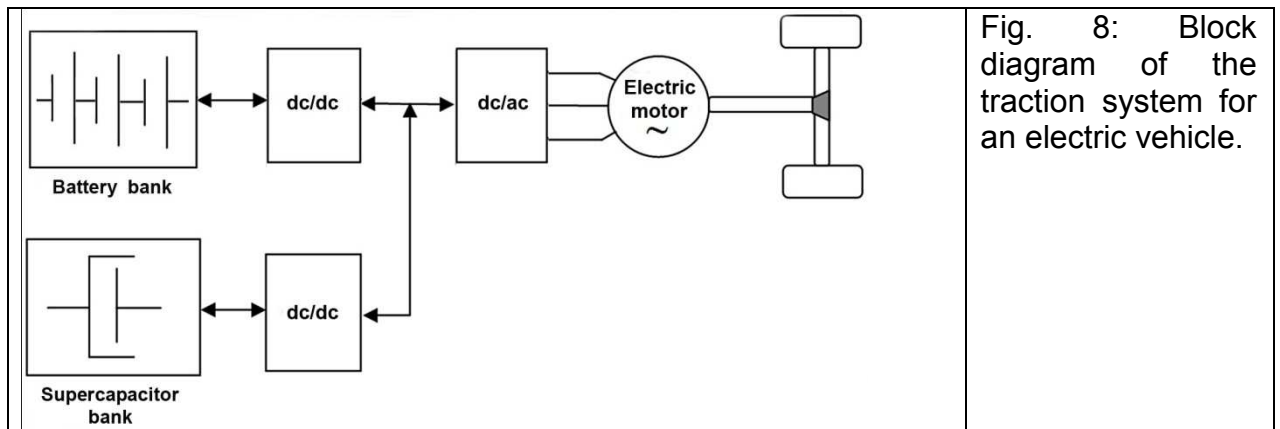 dc/dc
dc/ac
Electric
motor
~
Battery bank
dc/dc
Supercapacitor
bank
Fig. 8: Block
diagram of the
traction system for
an electric vehicle.